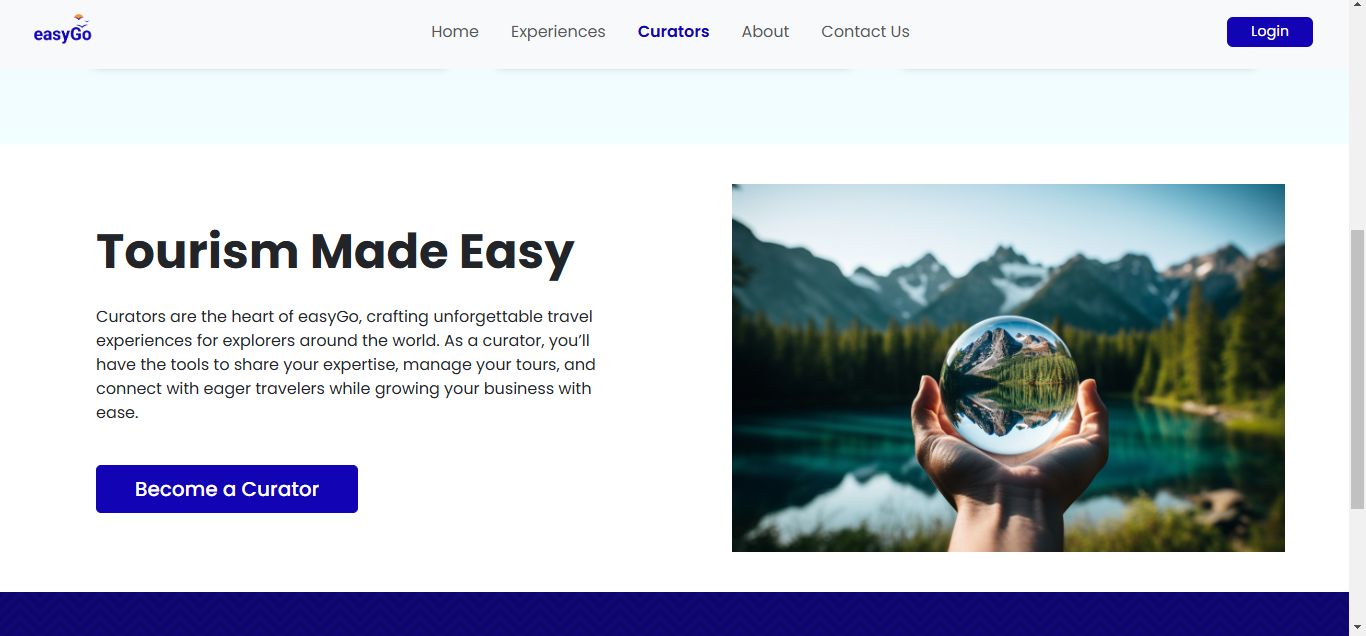 easyGo
Home Experiences Curators About Contact Us Login
Tourism Made Easy
Curators are the heart of easyGo, crafting unforgettable travel
experiences for explorers around the world. As a curator, you’ll
have the tools to share your expertise, manage your tours, and
connect with eager travelers while growing your business with
ease.
Become a Curator